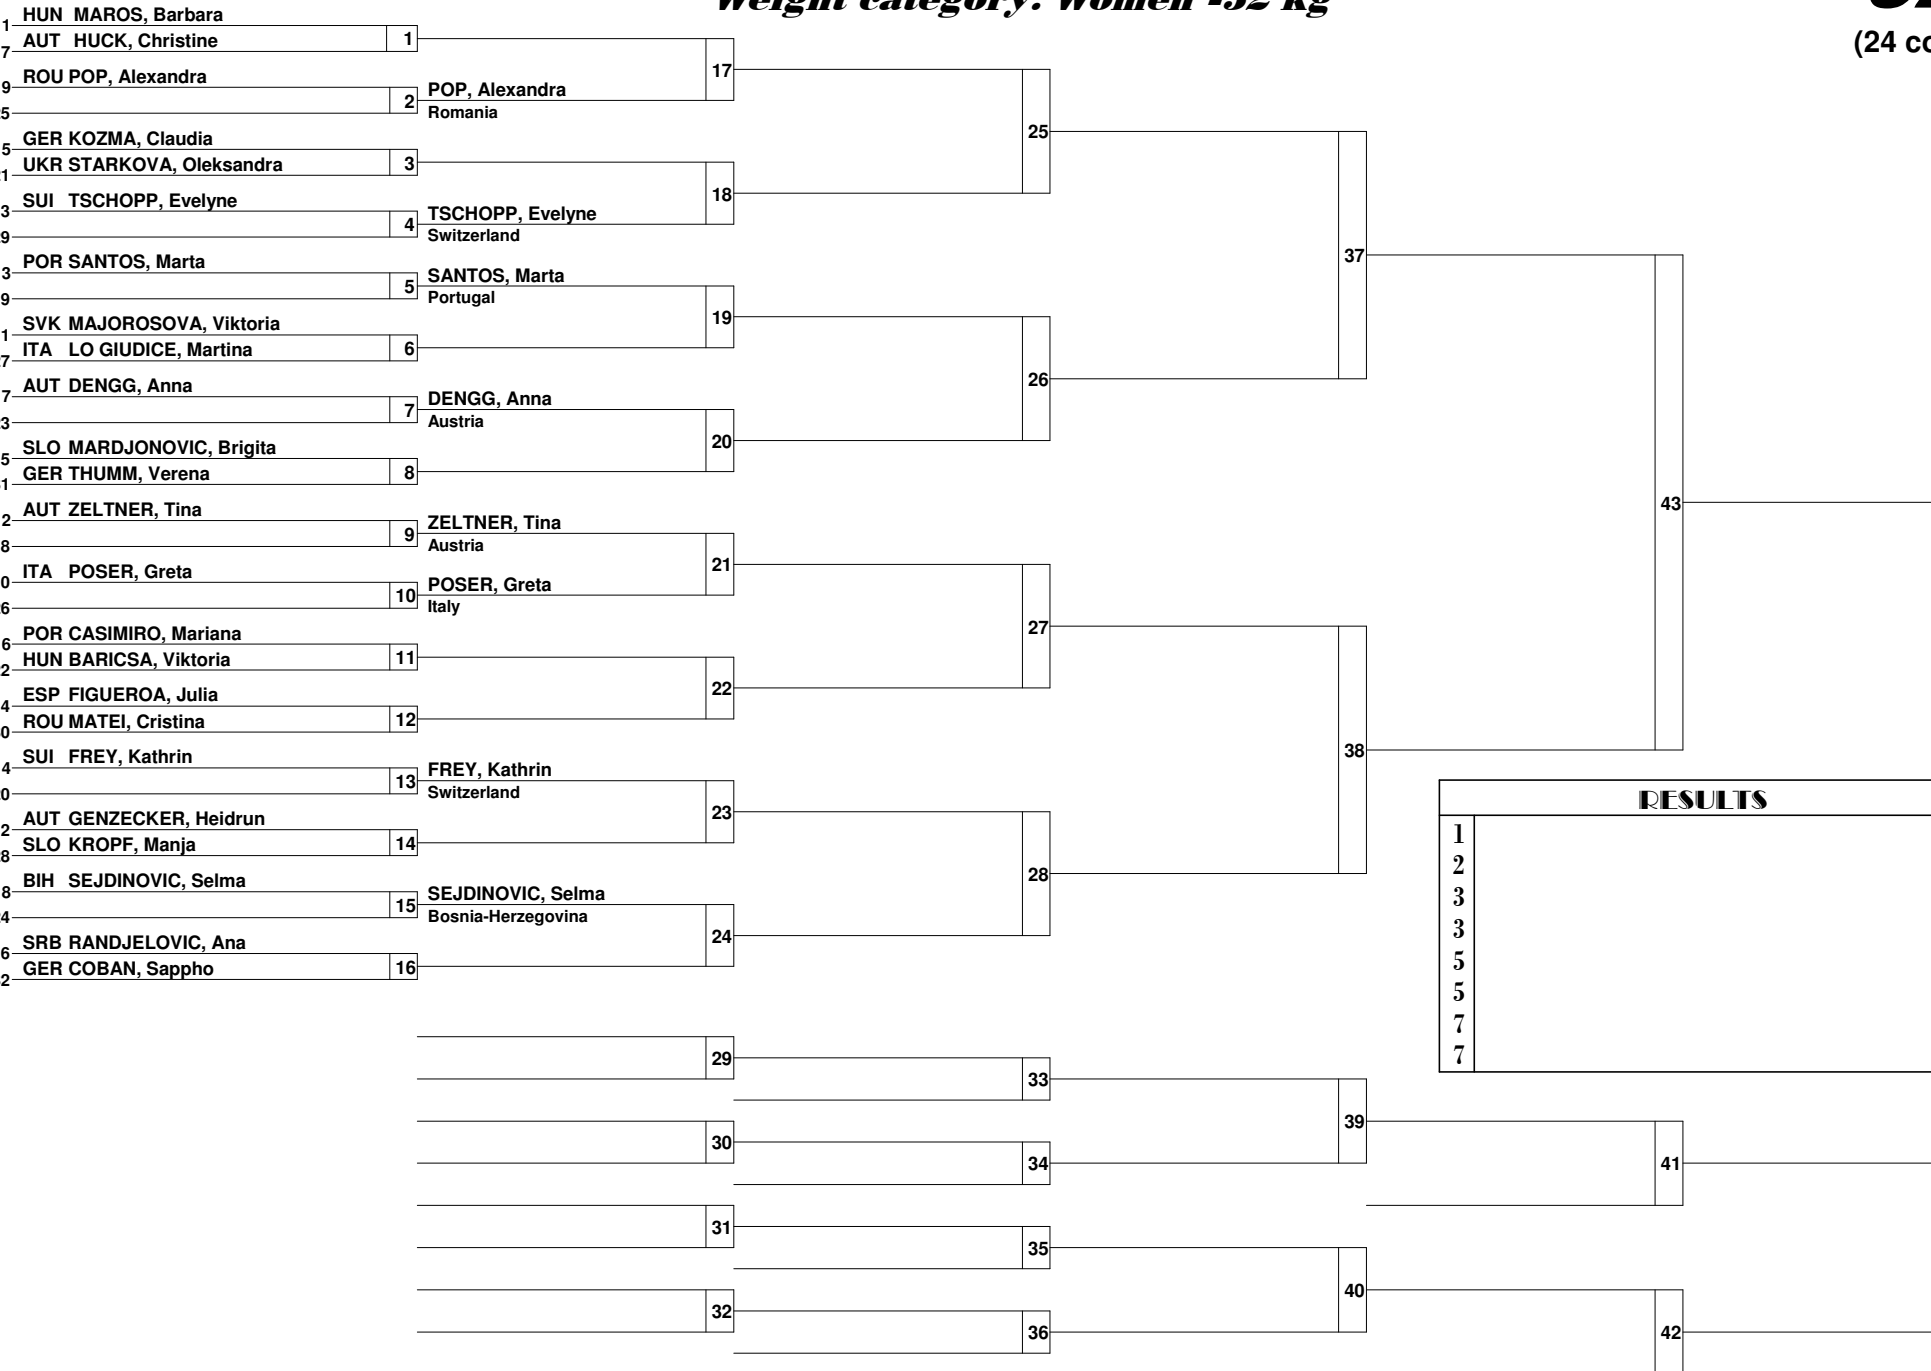 Weight category: Women -52 kg
(24 co
1 HUN MAROS, Barbara
7 AUT HUCK, Christine
1
9 ROU POP, Alexandra
5
2
5 GER KOZMA, Claudia
1 UKR STARKOVA, Oleksandra
3
3 SUI TSCHOPP, Evelyne
9
4
3 POR SANTOS, Marta
9
5
1 SVK MAJOROSOVA, Viktoria
7 ITA LO GIUDICE, Martina
6
7 AUT DENGG, Anna
3
7
5 SLO MARDJONOVIC, Brigita
1 GER THUMM, Verena
8
2 AUT ZELTNER, Tina
8
9
0 ITA POSER, Greta
6
10
6 POR CASIMIRO, Mariana
2 HUN BARICSA, Viktoria
11
4 ESP FIGUEROA, Julia
0 ROU MATEI, Cristina
12
4 SUI FREY, Kathrin
0
13
2 AUT GENZECKER, Heidrun
8 SLO KROPF, Manja
14
8 BIH SEJDINOVIC, Selma
4
15
6 SRB RANDJELOVIC, Ana
2 GER COBAN, Sappho
16
POP, Alexandra
Romania
17
TSCHOPP, Evelyne
Switzerland
18
SANTOS, Marta
Portugal
19
DENGG, Anna
Austria
20
ZELTNER, Tina
Austria
POSER, Greta
Italy
21
22
FREY, Kathrin
Switzerland
23
SEJDINOVIC, Selma
Bosnia-Herzegovina
24
25
26
27
28
37
38
43
RESULTS
1
2
3
3
5
5
7
7
29
30
31
32
33
34
35
36
39
40
41
42